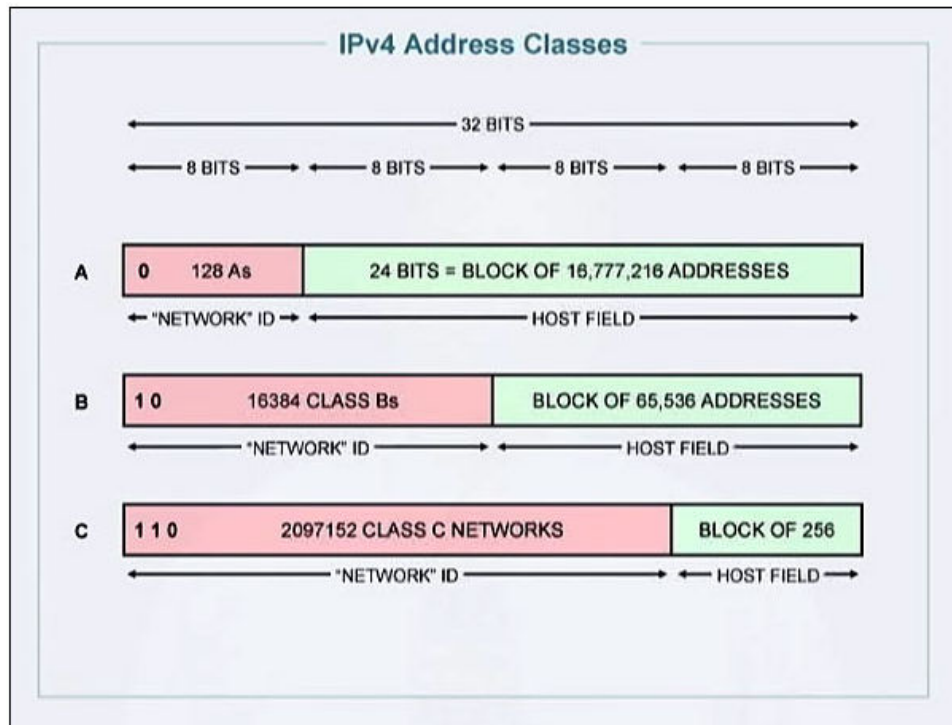 IPv4 Address Classes
32 BITS
8 BITS 8 BITS 8 BITS 8 BITS
A 0 128 As 24 BITS = BLOCK OF 16,777,216 ADDRESSES
"NETWORK" ID HOST FIELD
B 1 0 16384 CLASS Bs BLOCK OF 65,536 ADDRESSES
"NETWORK" ID HOST FIELD
C 1 1 0 2097152 CLASS C NETWORKS BLOCK OF 256
"NETWORK" ID HOST FIELD